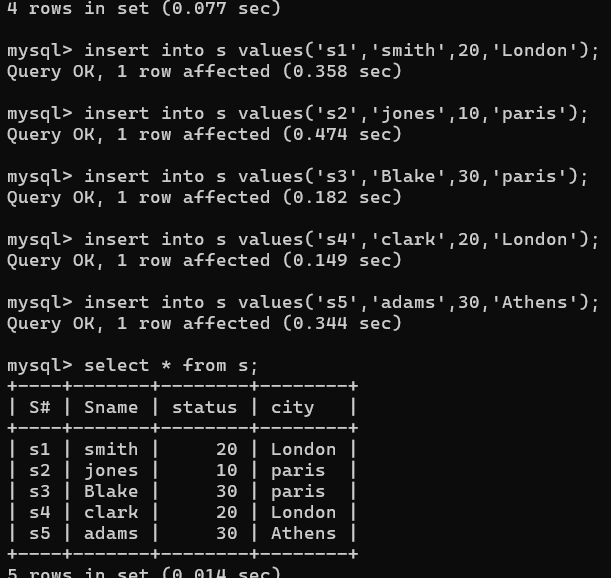 4 rows in set (0.077 sec)
mysql> insert into s values('s1','smith',20,'London');
Query OK, 1 row affected (0.358 sec)
mysql> insert into s values('s2','jones',10,'paris');
Query OK, 1 row affected (0.474 sec)
mysql> insert into s values('s3','Blake',30,'paris');
Query OK, 1 row affected (0.182 sec)
mysql> insert into s values('s4','clark',20,'London');
Query OK, 1 row affected (0.149 sec)
mysql> insert into s values('s5','adams',30,'Athens');
Query OK, 1 row affected (0.344 sec)
mysql> select * from s;
+----+-------+--------+--------+
| S# | Sname | status | city   |
+----+-------+--------+--------+
| s1 | smith |     20 | London |
| s2 | jones |     10 | paris  |
| s3 | Blake |     30 | paris  |
| s4 | clark |     20 | London |
| s5 | adams |     30 | Athens |
+----+-------+--------+--------+
5 rows in set (0.014 sec)